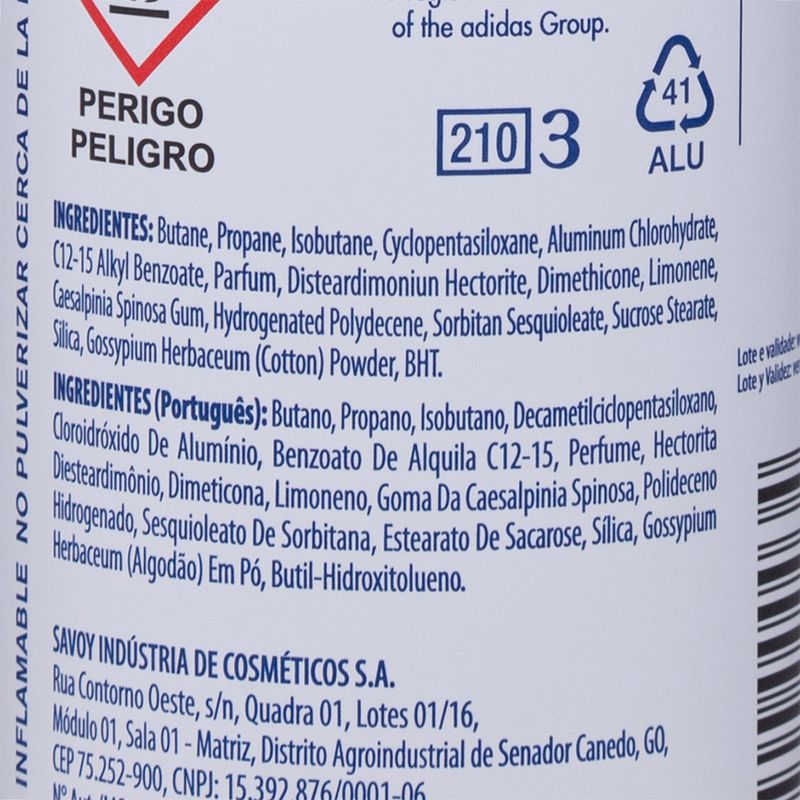 of the adidas Group.
PERIGO
PELIGRO
210 3
41
ALU
INGREDIENTES: Butane, Propane, Isobutane, Cyclopentasiloxane, Aluminum Chlorohydrate,
C12-15 Alkyl Benzoate, Parfum, Disteardimoniun Hectorite, Dimethicone, Limonene,
Caesalpinia Spinosa Gum, Hydrogenated Polydecene, Sorbitan Sesquioleate, Sucrose Stearate,
Silica, Gossypium Herbaceum (Cotton) Powder, BHT.
INGREDIENTES (Português): Butano, Propano, Isobutano, Decametilciclopentasiloxano,
Cloroidróxido De Alumínio, Benzoato De Alquila C12-15, Perfume, Hectorita
Diesteardimônio, Dimeticona, Limoneno, Goma Da Caesalpinia Spinosa, Polideceno
Hidrogenado, Sesquioleato De Sorbitana, Estearato De Sacarose, Sílica, Gossypium
Herbaceum (Algodão) Em Pó, Butil-Hidroxitolueno.
SAVOY INDÚSTRIA DE COSMÉTICOS S.A.
Rua Contorno Oeste, s/n, Quadra 01, Lotes 01/16,
Módulo 01, Sala 01 - Matriz, Distrito Agroindustrial de Senador Canedo, GO,
CEP 75.252-900, CNPJ: 15.392.876/0001-06
INFLAMABLE NO PULVERIZAR CERCA DE LA
Lote e validade:
Lote y Validez: